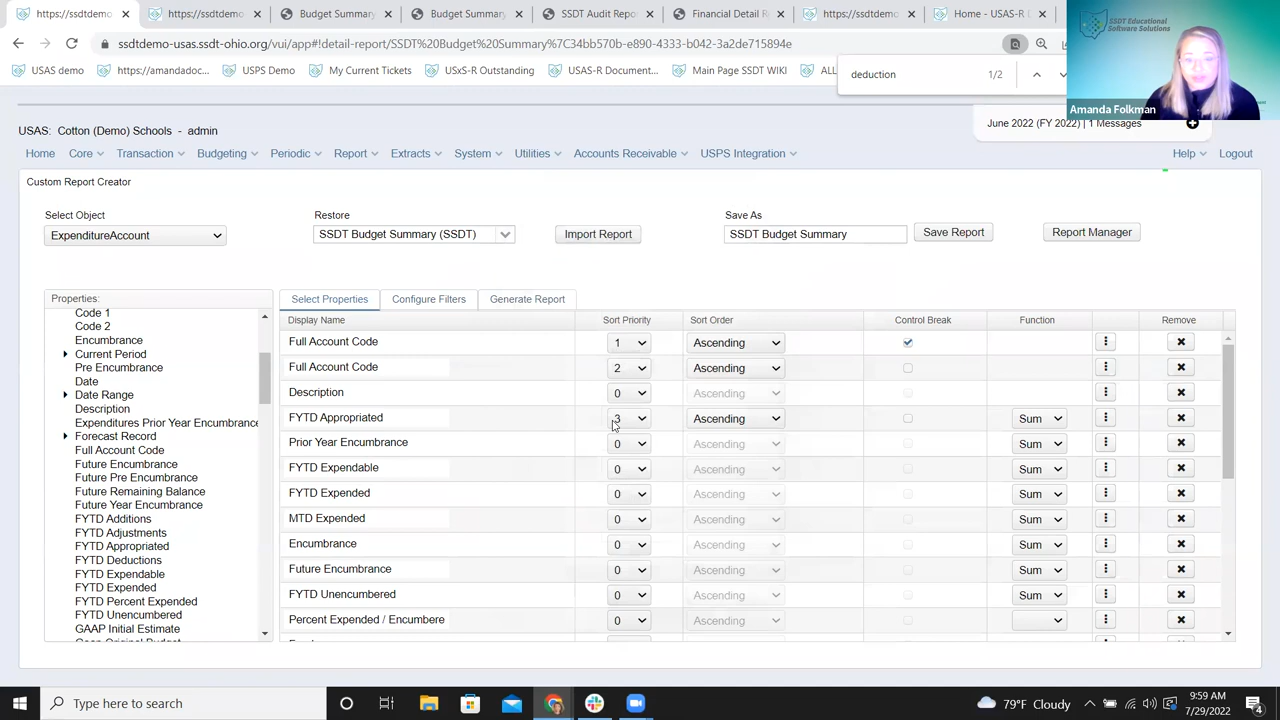 https://ssdtdemo
https://ssdtdemo
Budget Summary
Budget Summary
SSDT Audit Repo
Financial Detail R
https://ssdtdemo
Home - USAS-R
ssdtdemo-usas.ssdt-ohio.org/vui/app#!detail-report/SSDT%20Budget%20Summary%7C34bb570b-e890-4333-b042-3a2de715894e
USAS demo
https://amandadoc...
USPS Demo
My Current Tickets
USxS-R Outstanding
USAS-R Document...
Main Page SSDT WIKI
ALL
deduction
1/2
SSDT Educational
Software Solutions
Amanda Folkman
June 2022 (FY 2022) | 1 Messages
USAS: Cotton (Demo) Schools - admin
Home Core Transaction Budgeting Periodic Report Extracts System Utilities Accounts Receivable USPS Integration Help Logout
Custom Report Creator
Select Object Restore Save As
ExpenditureAccount SSDT Budget Summary (SSDT) Import Report SSDT Budget Summary Save Report Report Manager
Properties:
Code 1
Code 2
Encumbrance
Current Period
Pre Encumbrance
Date
Date Range
Description
Expenditures Prior Year Encumbrance
Forecast Record
Full Account Code
Future Encumbrance
Future Pre Encumbrance
Future Remaining Balance
Future Year Encumbrance
FYTD Additions
FYTD Adjustments
FYTD Appropriated
FYTD Deductions
FYTD Expendable
FYTD Expended
FYTD Percent Expended
FYTD Unencumbered
GAAP Initial Estimate
Select Properties Configure Filters Generate Report
Display Name Sort Priority Sort Order Control Break Function Remove
Full Account Code 1 Ascending
Full Account Code 2 Ascending
Description 0 Ascending
FYTD Appropriated 3 Ascending Sum
Prior Year Encumbrance 0 Ascending Sum
FYTD Expendable 0 Ascending Sum
FYTD Expended 0 Ascending Sum
MTD Expended 0 Ascending Sum
Encumbrance 0 Ascending Sum
Future Encumbrance 0 Ascending Sum
FYTD Unencumbered 0 Ascending Sum
Percent Expended / Encumbere 0 Ascending
Type here to search
79°F Cloudy
9:59 AM
7/29/2022
4